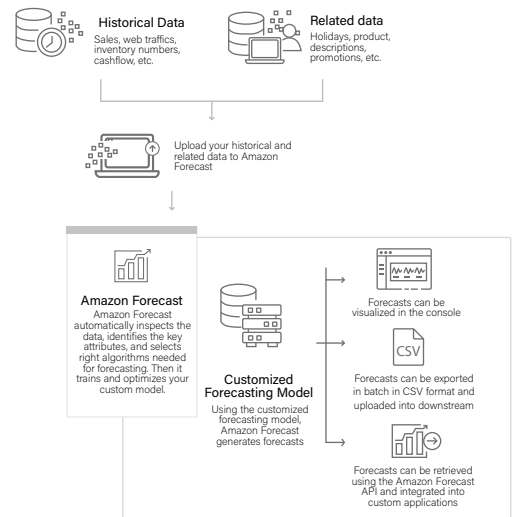 Historical Data
Sales, web traffics,
inventory numbers,
cashflow, etc.
Related data
Holidays, product,
descriptions,
promotions, etc.
Upload your historical and
related data to Amazon
Forecast
Amazon Forecast
Amazon Forecast
automatically inspects the
data, identifies the key
attributes, and selects
right algorithms needed
for forecasting. Then it
trains and optimizes your
custom model.
Customized
Forecasting Model
Using the customized
forecasting model,
Amazon Forecast
generates forecasts
Forecasts can be
visualized in the console
CSV
Forecasts can be exported
in batch in CSV format and
uploaded into downstream
Forecasts can be retrieved
using the Amazon Forecast
API and integrated into
custom applications